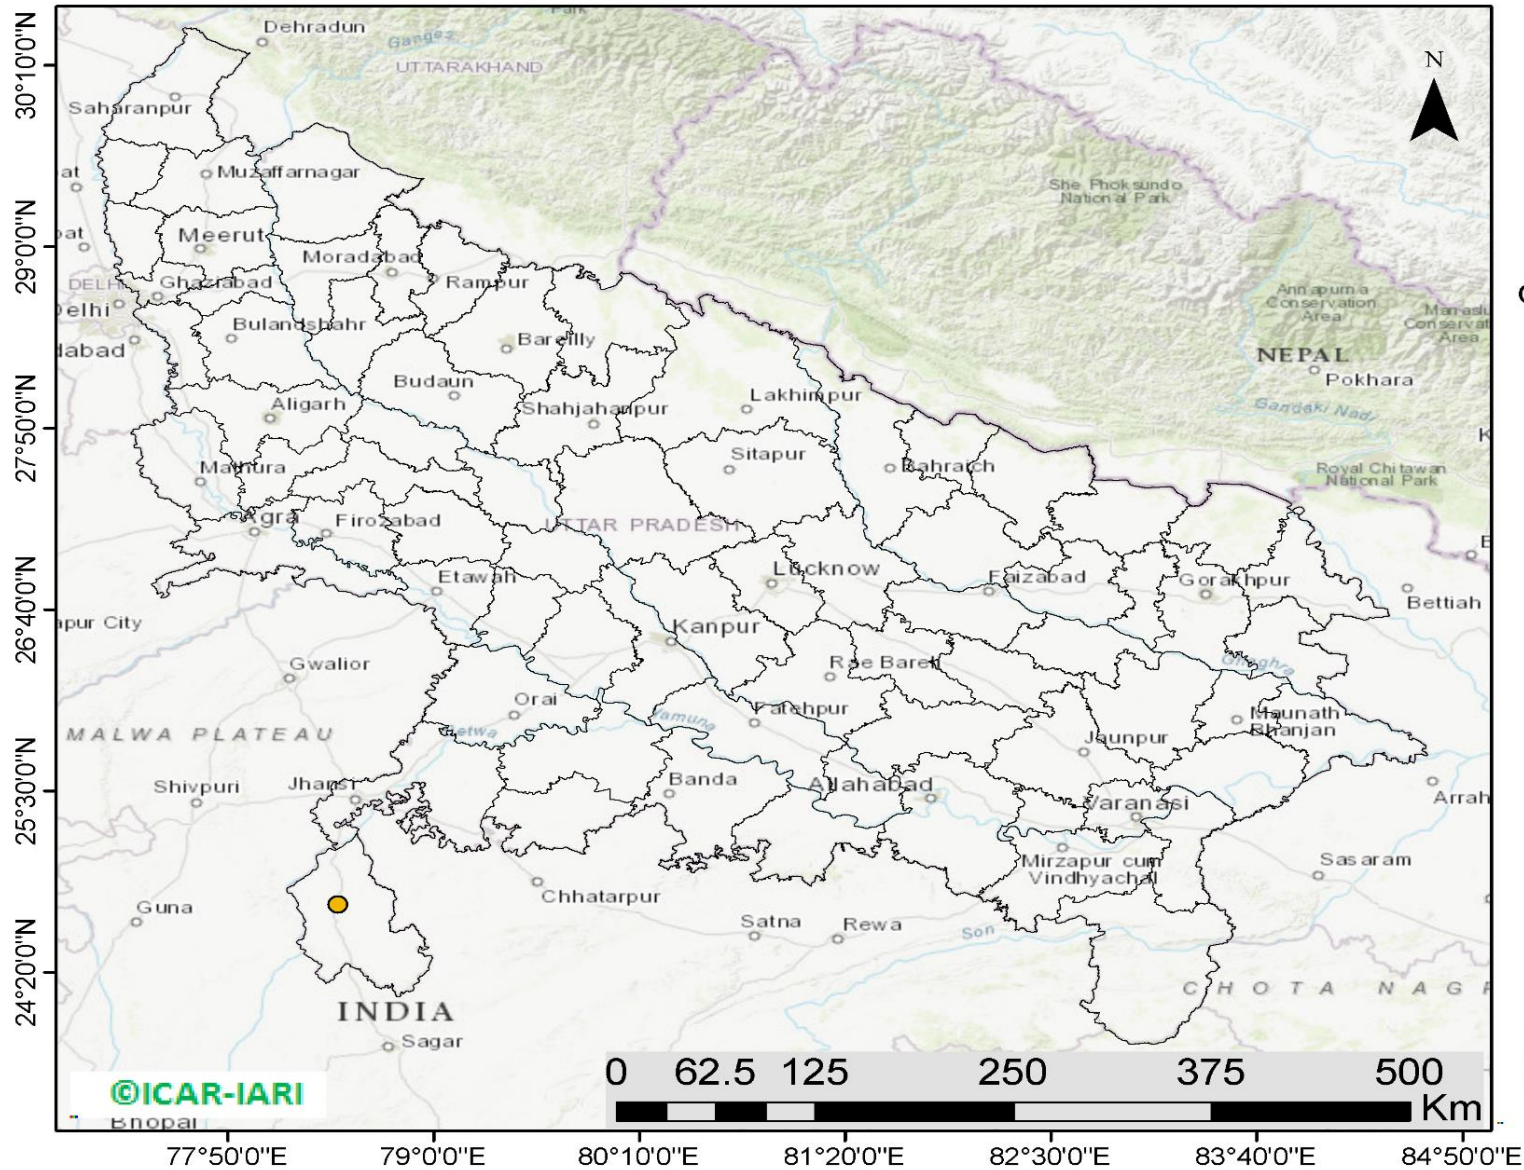 Dehradun
Park
Ganges
UTTARAKHAND
N
30°10'0"N
Saharanpur
Muzaffarnagar
at
She Phoksundo
National Park
Meerut
29°0'0"N
Moradabad
Ghaziabad
Rampur
Delhi
Annapurna
Conservation
Area
Bulandshahr
Bareilly
NEPAL
Pokhara
Budaun
Lakhimpur
Aligarh
Shahjahanpur
Gandaki Nadi
27°50'0"N
Sitapur
Mathura
Bahraich
Royal Chitawan
National Park
Agra
Firozabad
UTTAR PRADESH
Etawah
Lucknow
Faizabad
Gorakhpur
Bettiah
26°40'0"N
apur City
Kanpur
Gwalior
Rae Bareli
Ghaghra
Orai
Fatehpur
Yamuna
Betwa
Maunath
Bhanjan
MALWA PLATEAU
Jaunpur
Shivpuri
Jhansi
Banda
Allahabad
Varanasi
Arrah
25°30'0"N
Mirzapur cum
Vindhyachal
Sasaram
Chhatarpur
Guna
Satna
Rewa
Son
24°20'0"N
CHOTA NAG
INDIA
Sagar
0 62.5 125 250 375 500
Km
©ICAR-IARI
Bhopal
77°50'0"E 79°0'0"E 80°10'0"E 81°20'0"E 82°30'0"E 83°40'0"E 84°50'0"E